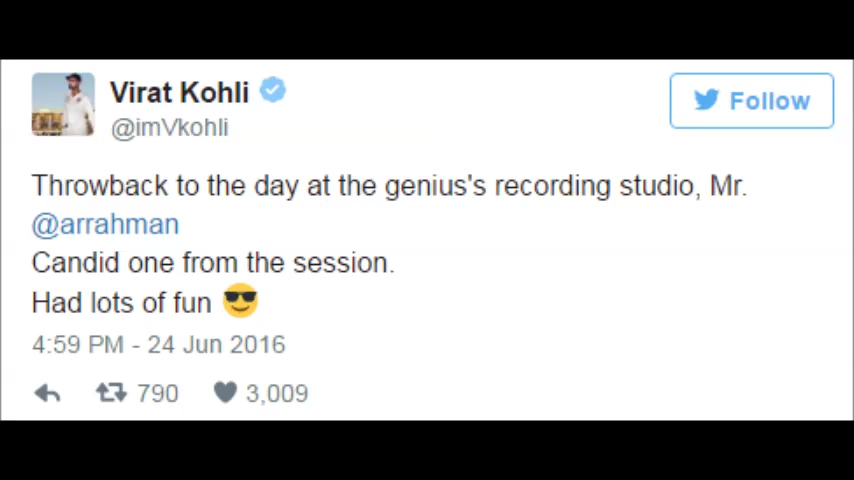 Virat Kohli
@imVkohli
Follow
Throwback to the day at the genius's recording studio, Mr.
@arrahman
Candid one from the session.
Had lots of fun 😎
4:59 PM - 24 Jun 2016
790 3,009